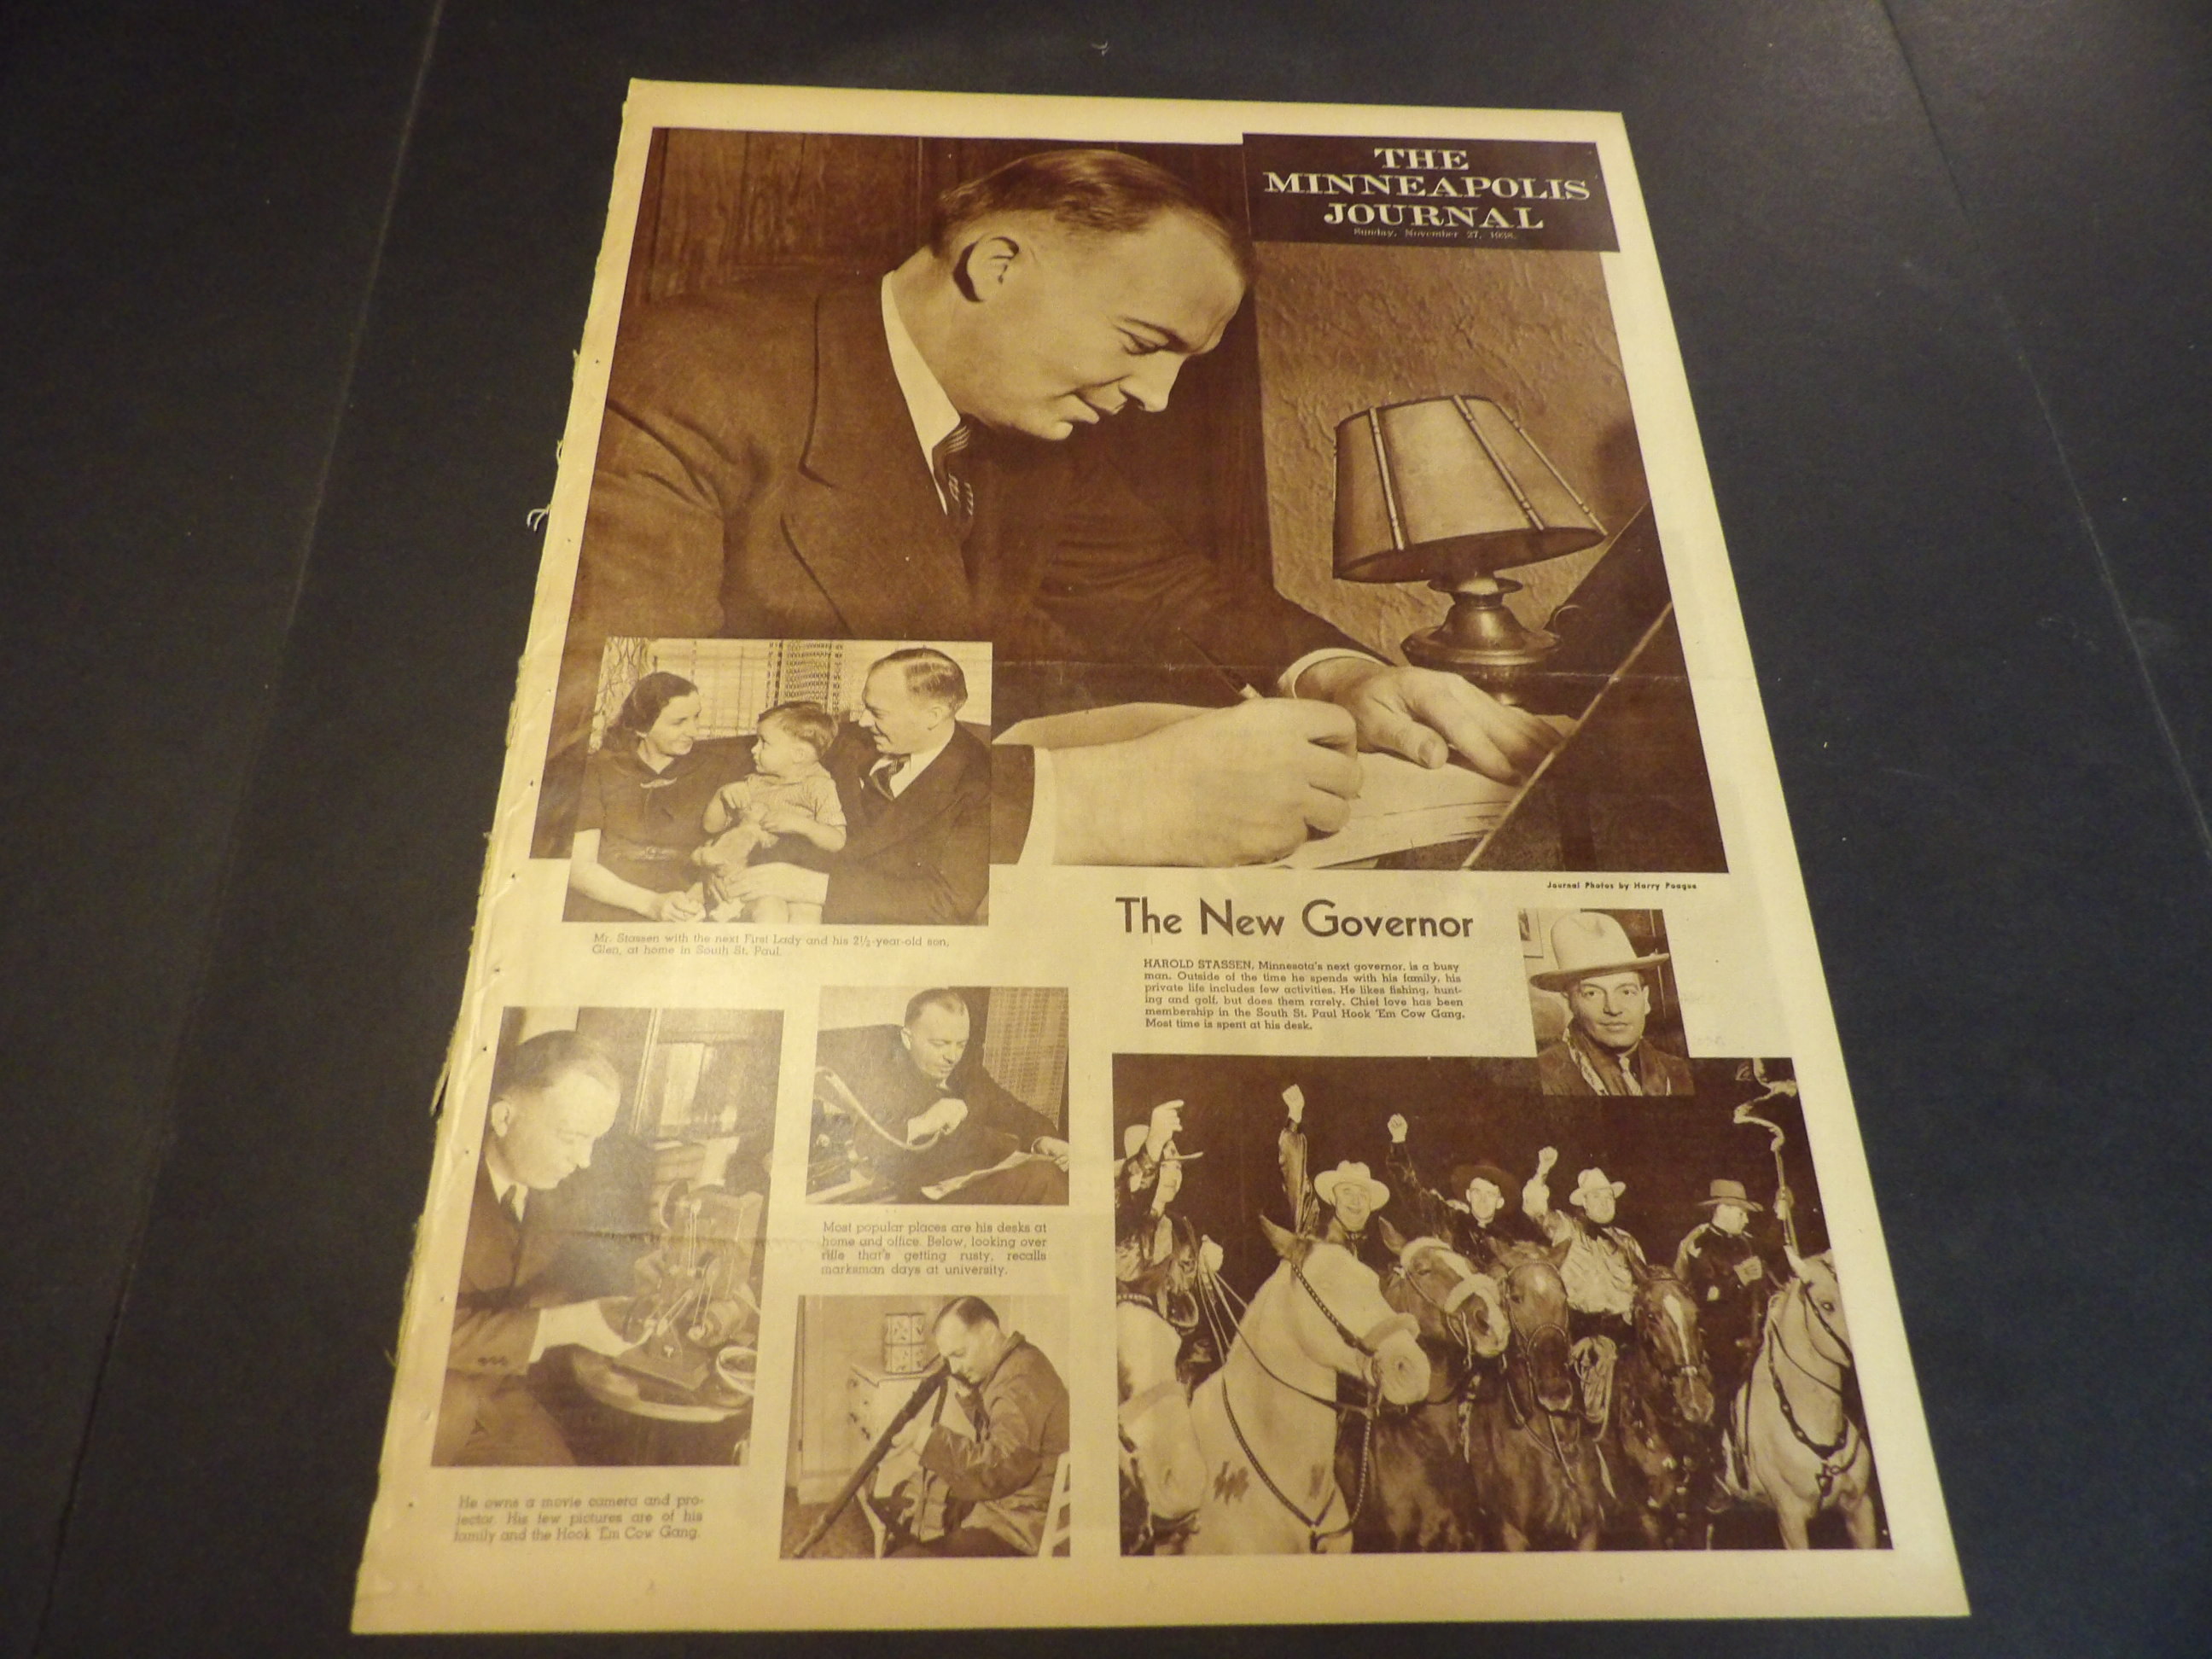 THE
MINNEAPOLIS
JOURNAL
Sunday, November 27, 1938.
Journal Photos by Harry Poague
Mr. Stassen with the next First Lady and his 2½-year-old son,
Glen, at home in South St. Paul.
The New Governor
HAROLD STASSEN, Minnesota's next governor, is a busy
man. Outside of the time he spends with his family, his
private life includes few activities. He likes fishing, hunt-
ing and golf, but does them rarely. Chief love has been
membership in the South St. Paul Hook 'Em Cow Gang.
Most time is spent at his desk.
Most popular places are his desks at
home and office. Below, looking over
rifle that's getting rusty, recalls
marksman days at university.
He owns a movie camera and pro-
jector. His few pictures are of his
family and the Hook 'Em Cow Gang.